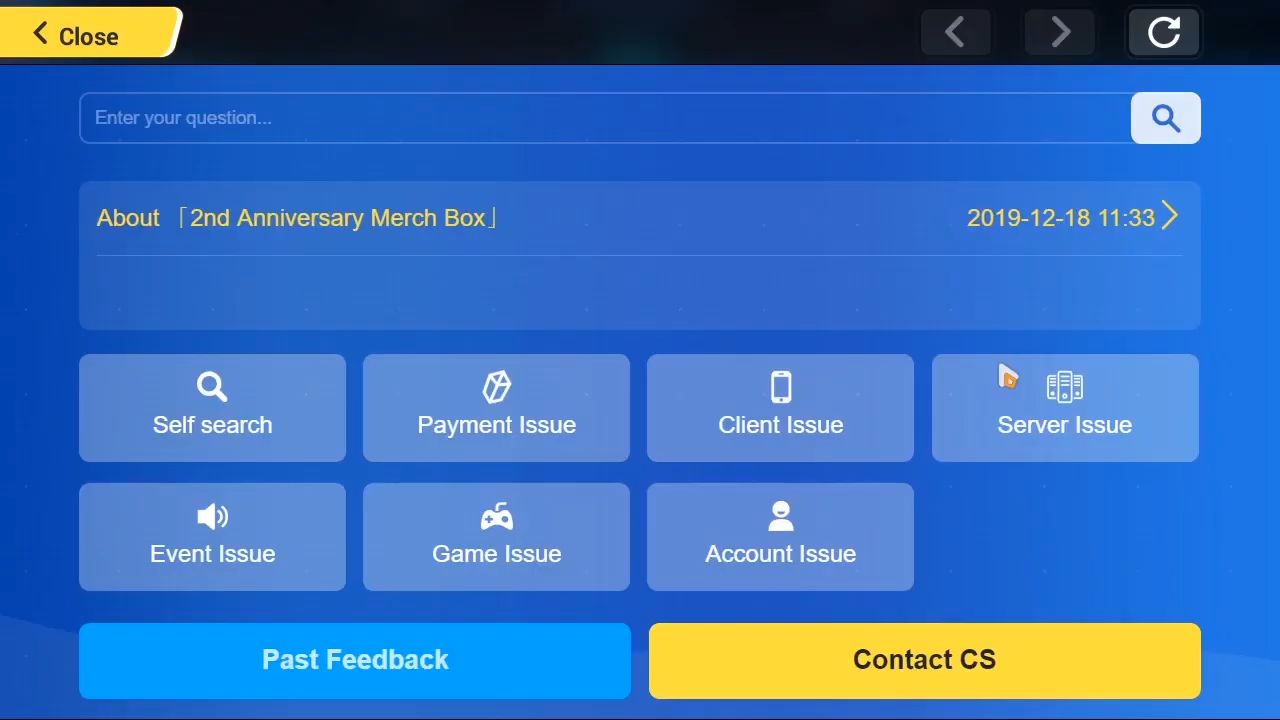 Close
Enter your question...
About 「2nd Anniversary Merch Box」 2019-12-18 11:33
Self search
Payment Issue
Client Issue
Server Issue
Event Issue
Game Issue
Account Issue
Past Feedback
Contact CS